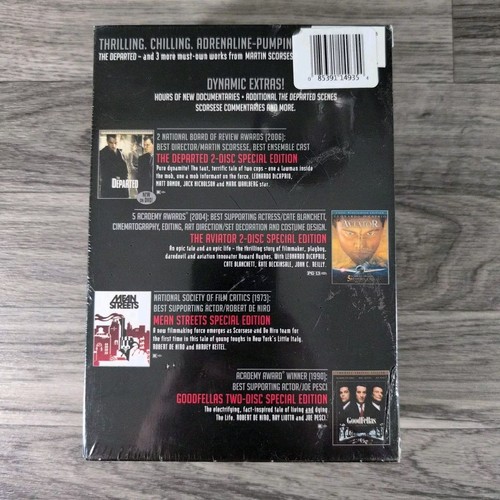 THRILLING. CHILLING. ADRENALINE-PUMPIN
THE DEPARTED – and 3 more must-own works from MARTIN SCORSES
0 85391 14935 4
DYNAMIC EXTRAS!
HOURS OF NEW DOCUMENTARIES • ADDITIONAL THE DEPARTED SCENES
SCORSESE COMMENTARIES AND MORE.
2 NATIONAL BOARD OF REVIEW AWARDS (2006):
BEST DIRECTOR/MARTIN SCORSESE, BEST ENSEMBLE CAST
THE DEPARTED 2-DISC SPECIAL EDITION
Pure dynamite! The taut, terrific tale of two cops – one a lawman inside
the mob, one a mob informant on the force. LEONARDO DiCAPRIO,
MATT DAMON, JACK NICHOLSON and MARK WAHLBERG star.
THE DEPARTED
5 ACADEMY AWARDS® (2004): BEST SUPPORTING ACTRESS/CATE BLANCHETT,
CINEMATOGRAPHY, EDITING, ART DIRECTION/SET DECORATION AND COSTUME DESIGN.
THE AVIATOR 2-DISC SPECIAL EDITION
An epic tale and an epic life – the thrilling story of filmmaker, playboy,
daredevil and aviation innovator Howard Hughes. With LEONARDO DiCAPRIO,
CATE BLANCHETT, KATE BECKINSALE, JOHN C. REILLY.
AVIATOR
MEAN
STREETS
NATIONAL SOCIETY OF FILM CRITICS (1973):
BEST SUPPORTING ACTOR/ROBERT DE NIRO
MEAN STREETS SPECIAL EDITION
A new filmmaking force emerges as Scorsese and De Niro team for
the first time in this tale of young toughs in New York's Little Italy.
ROBERT DE NIRO and HARVEY KEITEL.
ACADEMY AWARD® WINNER (1990):
BEST SUPPORTING ACTOR/JOE PESCI
GOODFELLAS TWO-DISC SPECIAL EDITION
The electrifying, fact-inspired tale of living and dying
The Life. ROBERT DE NIRO, RAY LIOTTA and JOE PESCI.
GoodFellas